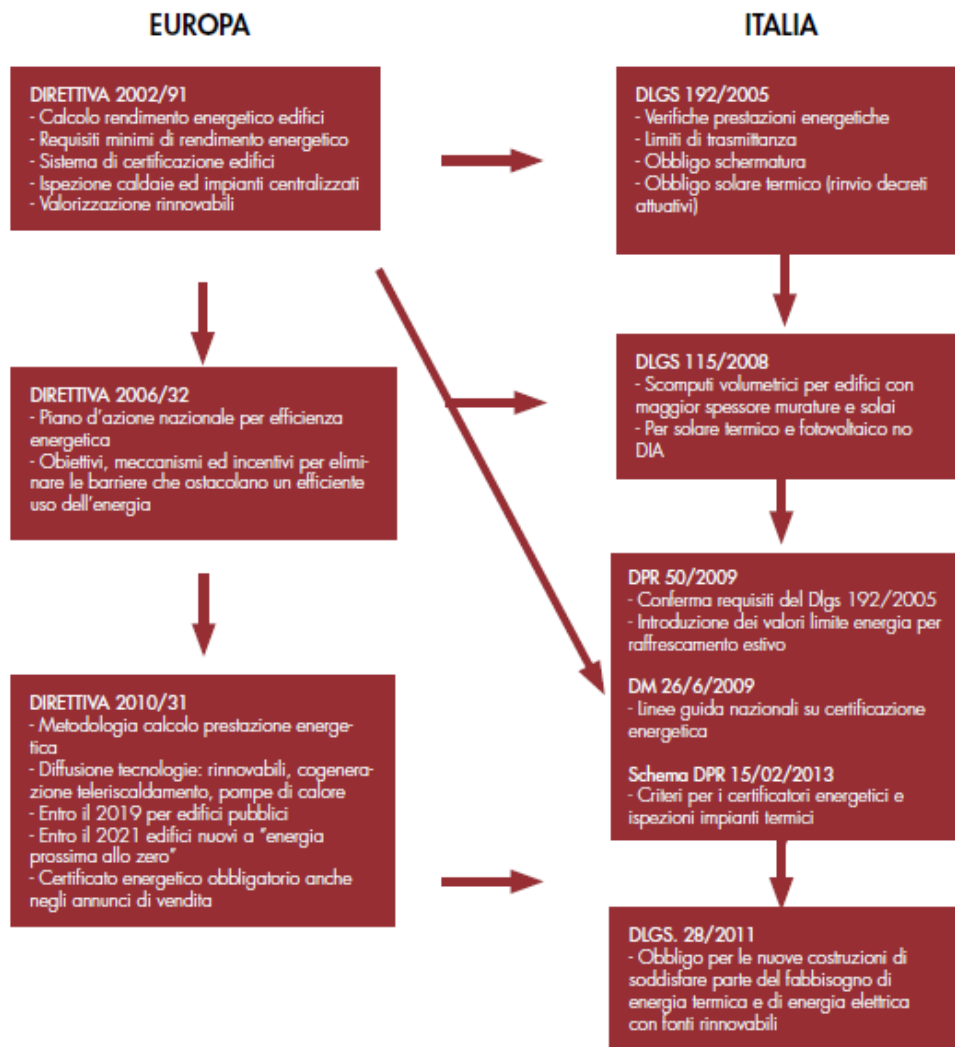 EUROPA
DIRETTIVA 2002/91
- Calcolo rendimento energetico edifici
- Requisiti minimi di rendimento energetico
- Sistema di certificazione edifici
- Ispezione caldaie ed impianti centralizzati
- Valorizzazione rinnovabili
DIRETTIVA 2006/32
- Piano d'azione nazionale per efficienza
energetica
- Obiettivi, meccanismi ed incentivi per elimi-
nare le barriere che ostacolano un efficiente
uso dell'energia
DIRETTIVA 2010/31
- Metodologia calcolo prestazione energe-
tica
- Diffusione tecnologie: rinnovabili, cogenera-
zione teleriscaldamento, pompe di calore
- Entro il 2019 per edifici pubblici
- Entro il 2021 edifici nuovi a "energia
prossima allo zero"
- Certificato energetico obbligatorio anche
negli annunci di vendita
ITALIA
DLGS 192/2005
- Verifiche prestazioni energetiche
- Limiti di trasmittanza
- Obbligo schermatura
- Obbligo solare termico (rinvio decreti
attuativi)
DLGS 115/2008
- Scomputi volumetrici per edifici con
maggior spessore murature e solai
- Per solare termico e fotovoltaico no
DIA
DPR 50/2009
- Conferma requisiti del Dlgs 192/2005
- Introduzione dei valori limite energia per
raffrescamento estivo
DM 26/6/2009
- Linee guida nazionali su certificazione
energetica
Schema DPR 15/02/2013
- Criteri per i certificatori energetici e
ispezioni impianti termici
DLGS. 28/2011
- Obbligo per le nuove costruzioni di
soddisfare parte del fabbisogno di
energia termica e di energia elettrica
con fonti rinnovabili